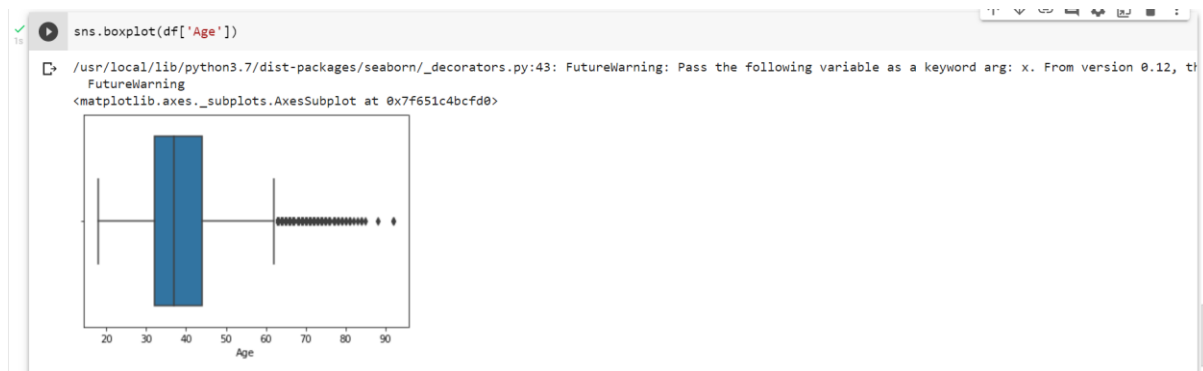 sns.boxplot(df['Age'])
1s
/usr/local/lib/python3.7/dist-packages/seaborn/_decorators.py:43: FutureWarning: Pass the following variable as a keyword arg: x. From version 0.12, th
FutureWarning
<matplotlib.axes._subplots.AxesSubplot at 0x7f651c4bcfd0>
20 30 40 50 60 70 80 90
Age